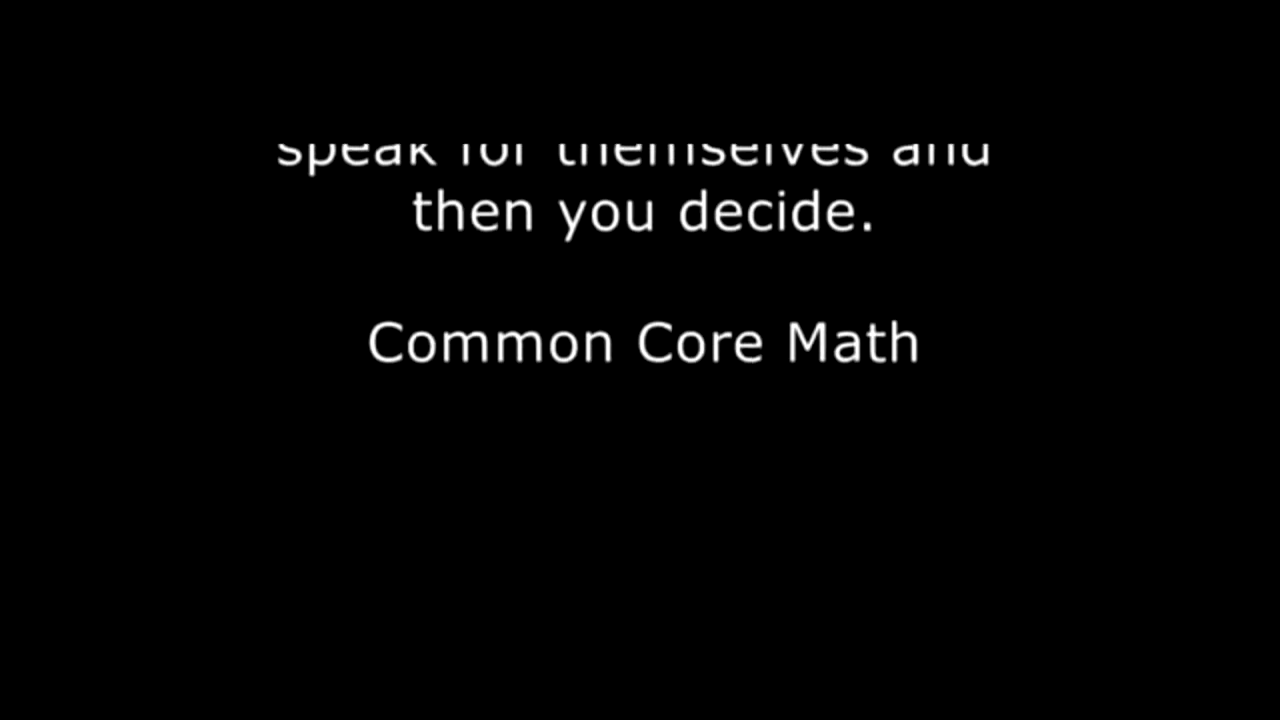 speak for themselves and
then you decide.
Common Core Math